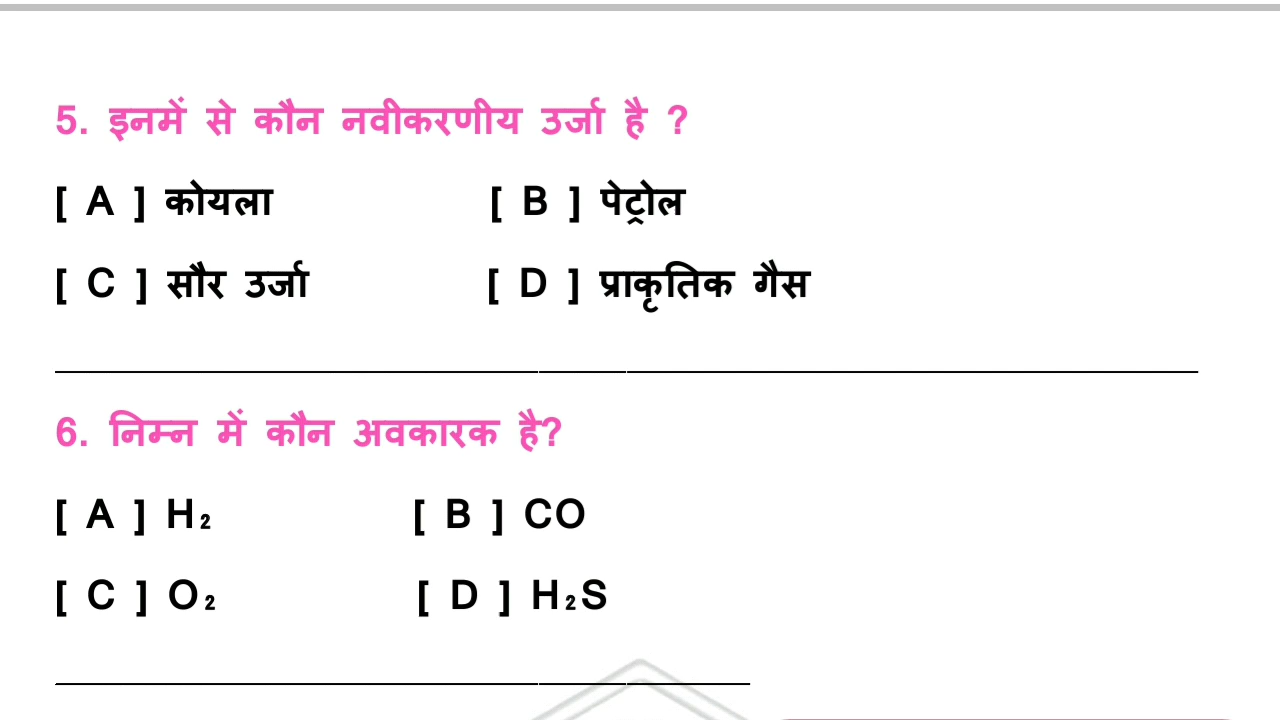 5. इनमें से कौन नवीकरणीय उर्जा है ?
[ A ] कोयला [ B ] पेट्रोल
[ C ] सौर उर्जा [ D ] प्राकृतिक गैस
6. निम्न में कौन अवकारक है?
[ A ] H₂ [ B ] CO
[ C ] O₂ [ D ] H₂S